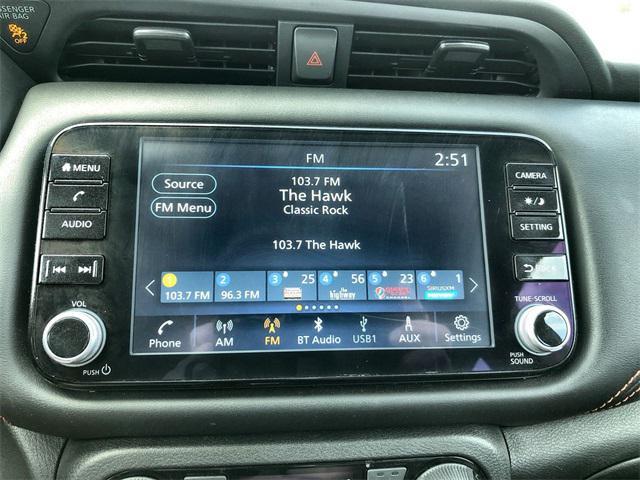 PASSENGER
AIR BAG
OFF
FM
2:51
MENU
CAMERA
Source
103.7 FM
The Hawk
Classic Rock
FM Menu
AUDIO
SETTING
103.7 The Hawk
1
2
3 25
4 56
5 23
6 1
103.7 FM
96.3 FM
the highway
SIRIUSXM
VOL
TUNE·SCROLL
Phone
AM
FM
BT Audio
USB1
AUX
Settings
PUSH
PUSH
SOUND